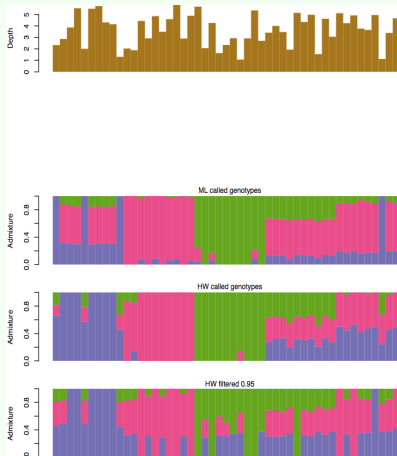 Depth
5
4
3
2
1
0
ML called genotypes
Admixture
0.8
0.4
0.0
HW called genotypes
Admixture
0.8
0.4
0.0
HW filtered 0.95
Admixture
0.8
0.4
0.0